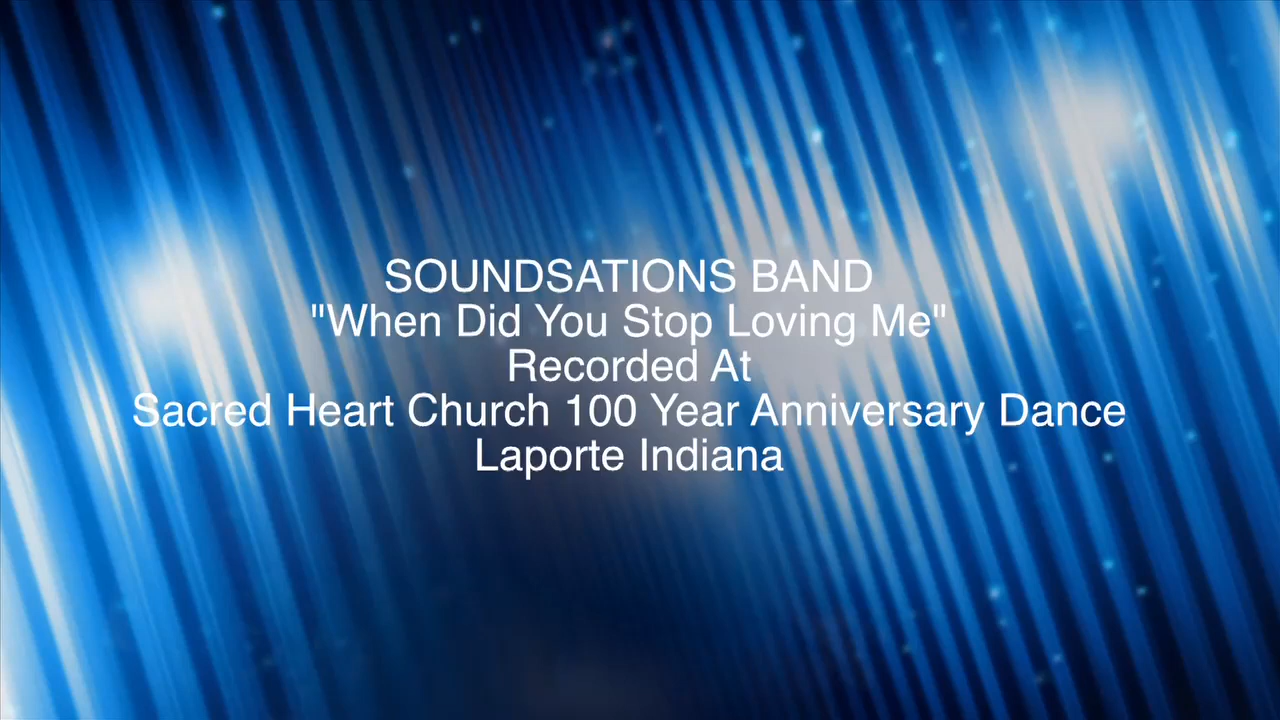 SOUNDSATIONS BAND
"When Did You Stop Loving Me"
Recorded At
Sacred Heart Church 100 Year Anniversary Dance
Laporte Indiana